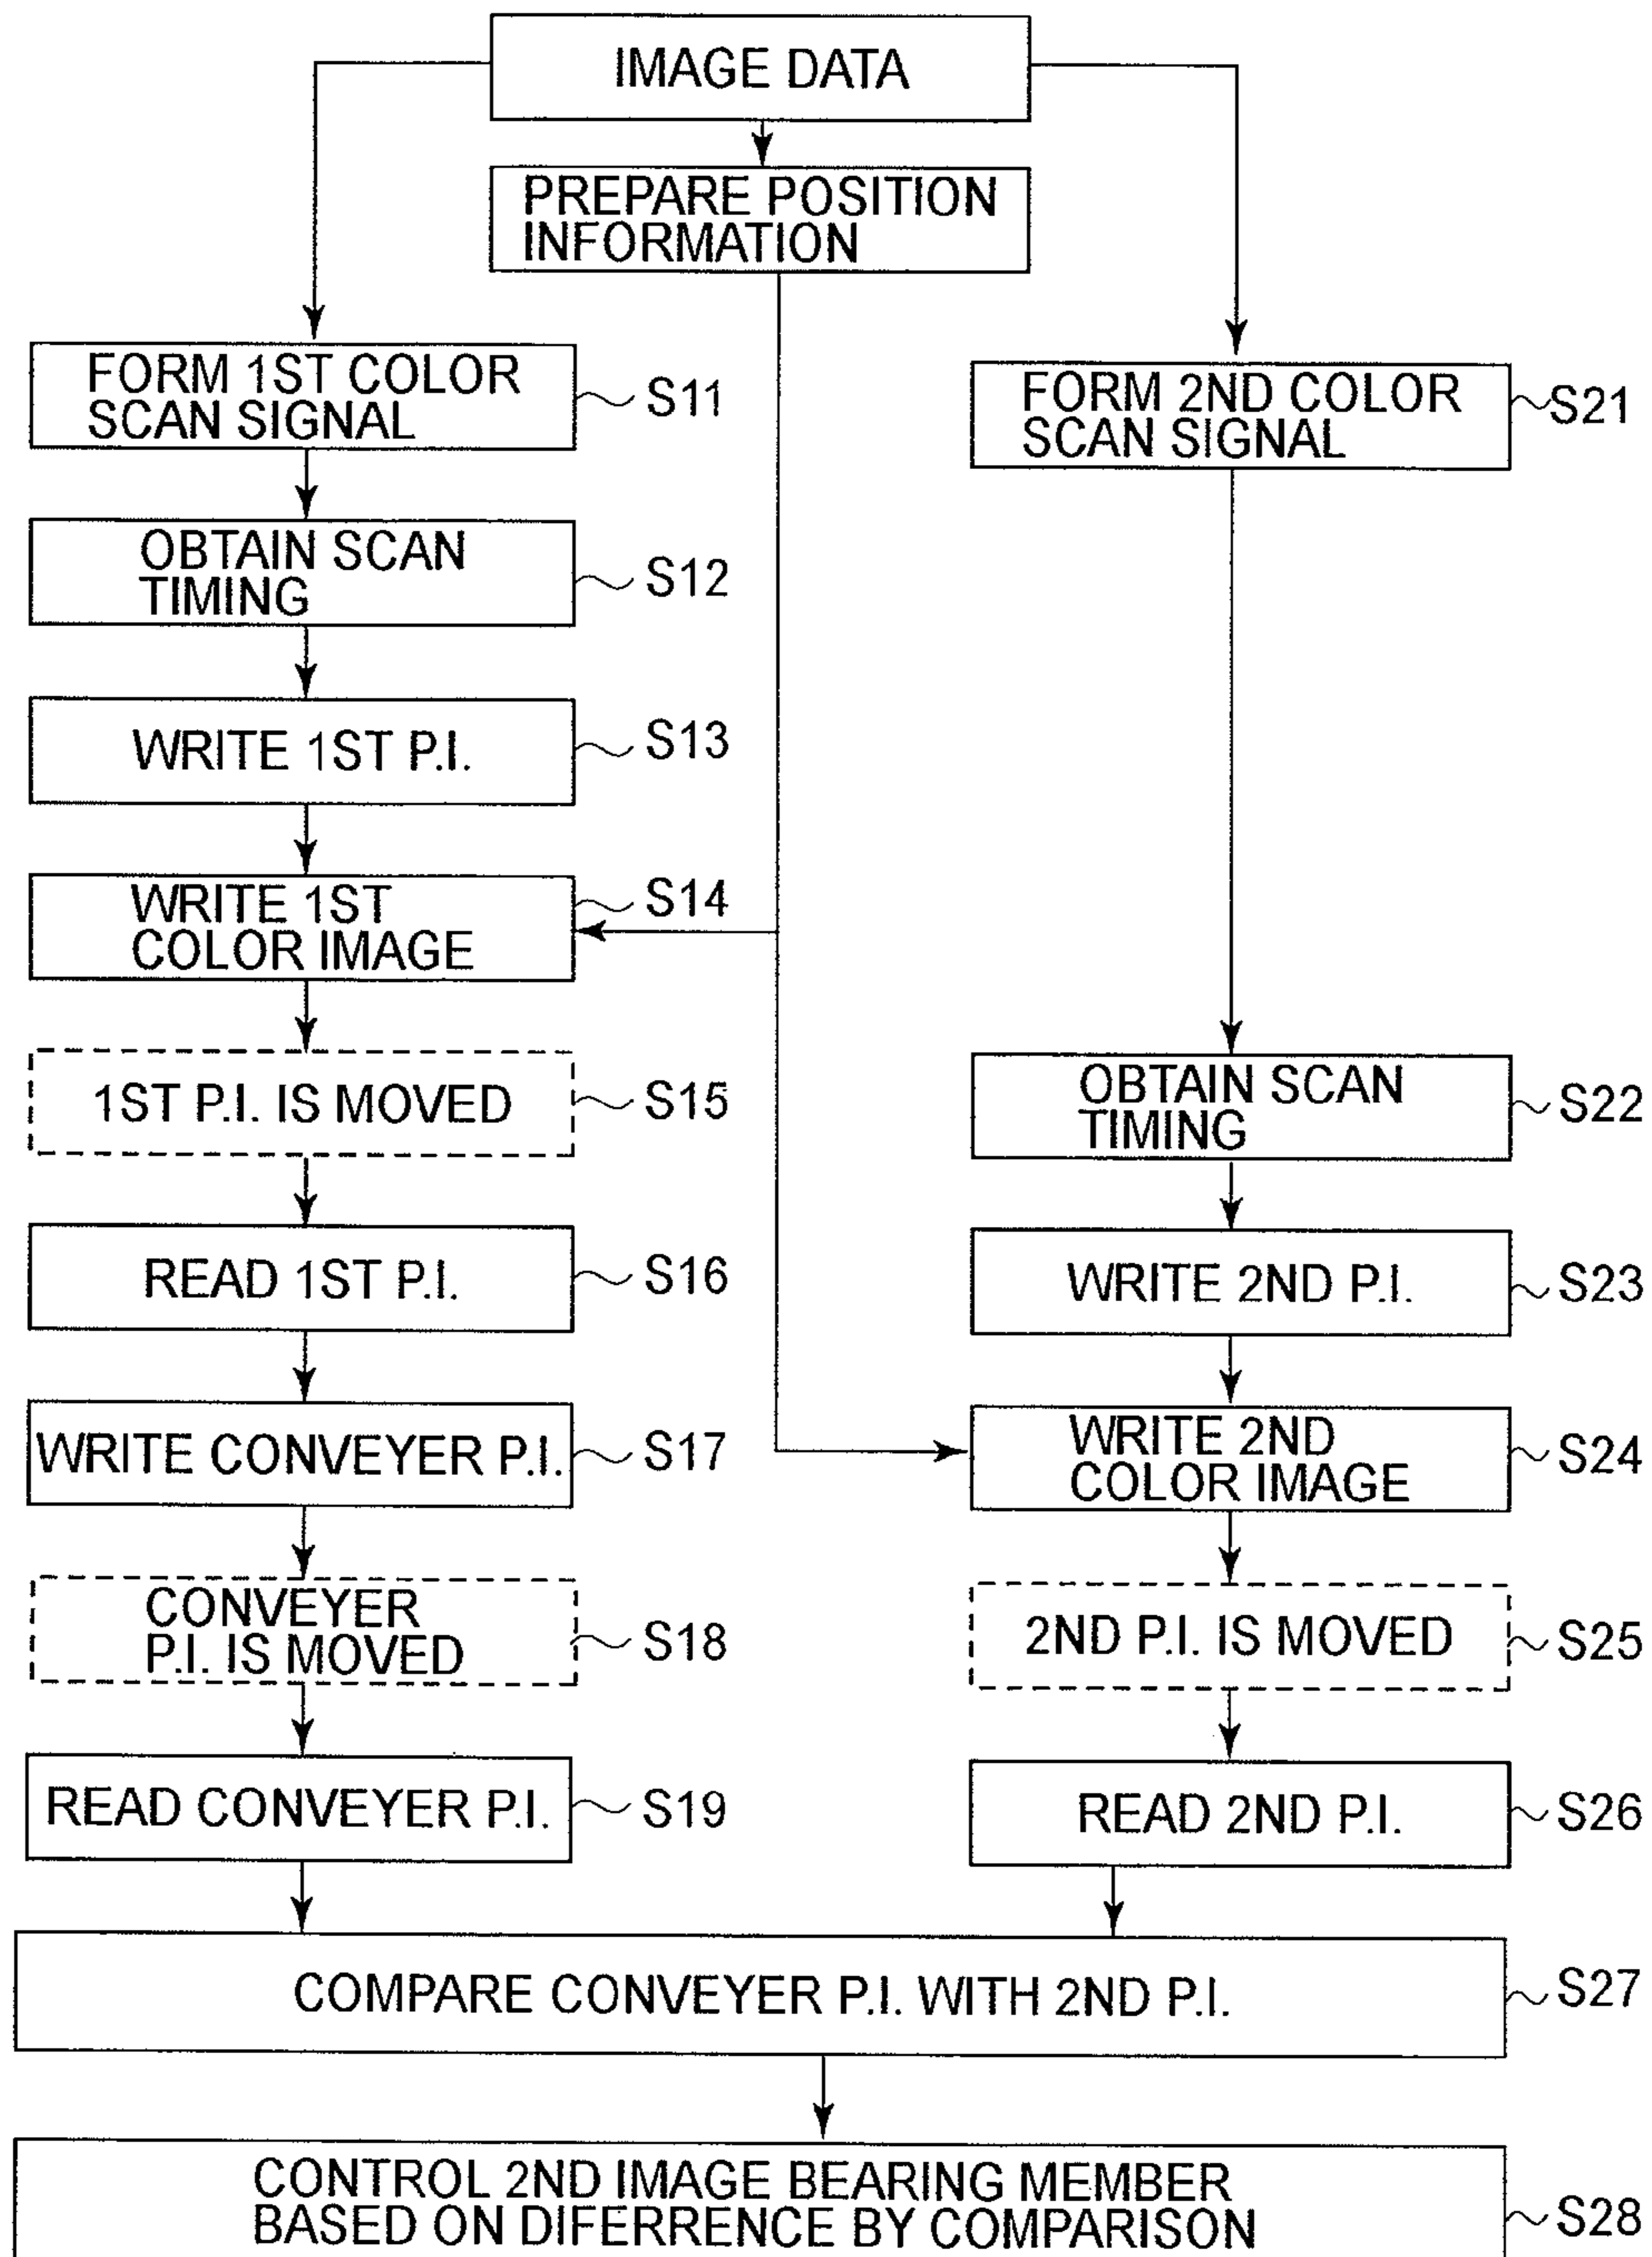 IMAGE DATA
PREPARE POSITION
INFORMATION
FORM 1ST COLOR
SCAN SIGNAL
S11
OBTAIN SCAN
TIMING
S12
WRITE 1ST P.I.
S13
WRITE 1ST
COLOR IMAGE
S14
1ST P.I. IS MOVED
S15
READ 1ST P.I.
S16
WRITE CONVEYER P.I.
S17
CONVEYER
P.I. IS MOVED
S18
READ CONVEYER P.I.
S19
FORM 2ND COLOR
SCAN SIGNAL
S21
OBTAIN SCAN
TIMING
S22
WRITE 2ND P.I.
S23
WRITE 2ND
COLOR IMAGE
S24
2ND P.I. IS MOVED
S25
READ 2ND P.I.
S26
COMPARE CONVEYER P.I. WITH 2ND P.I.
S27
CONTROL 2ND IMAGE BEARING MEMBER
BASED ON DIFERRENCE BY COMPARISON
S28